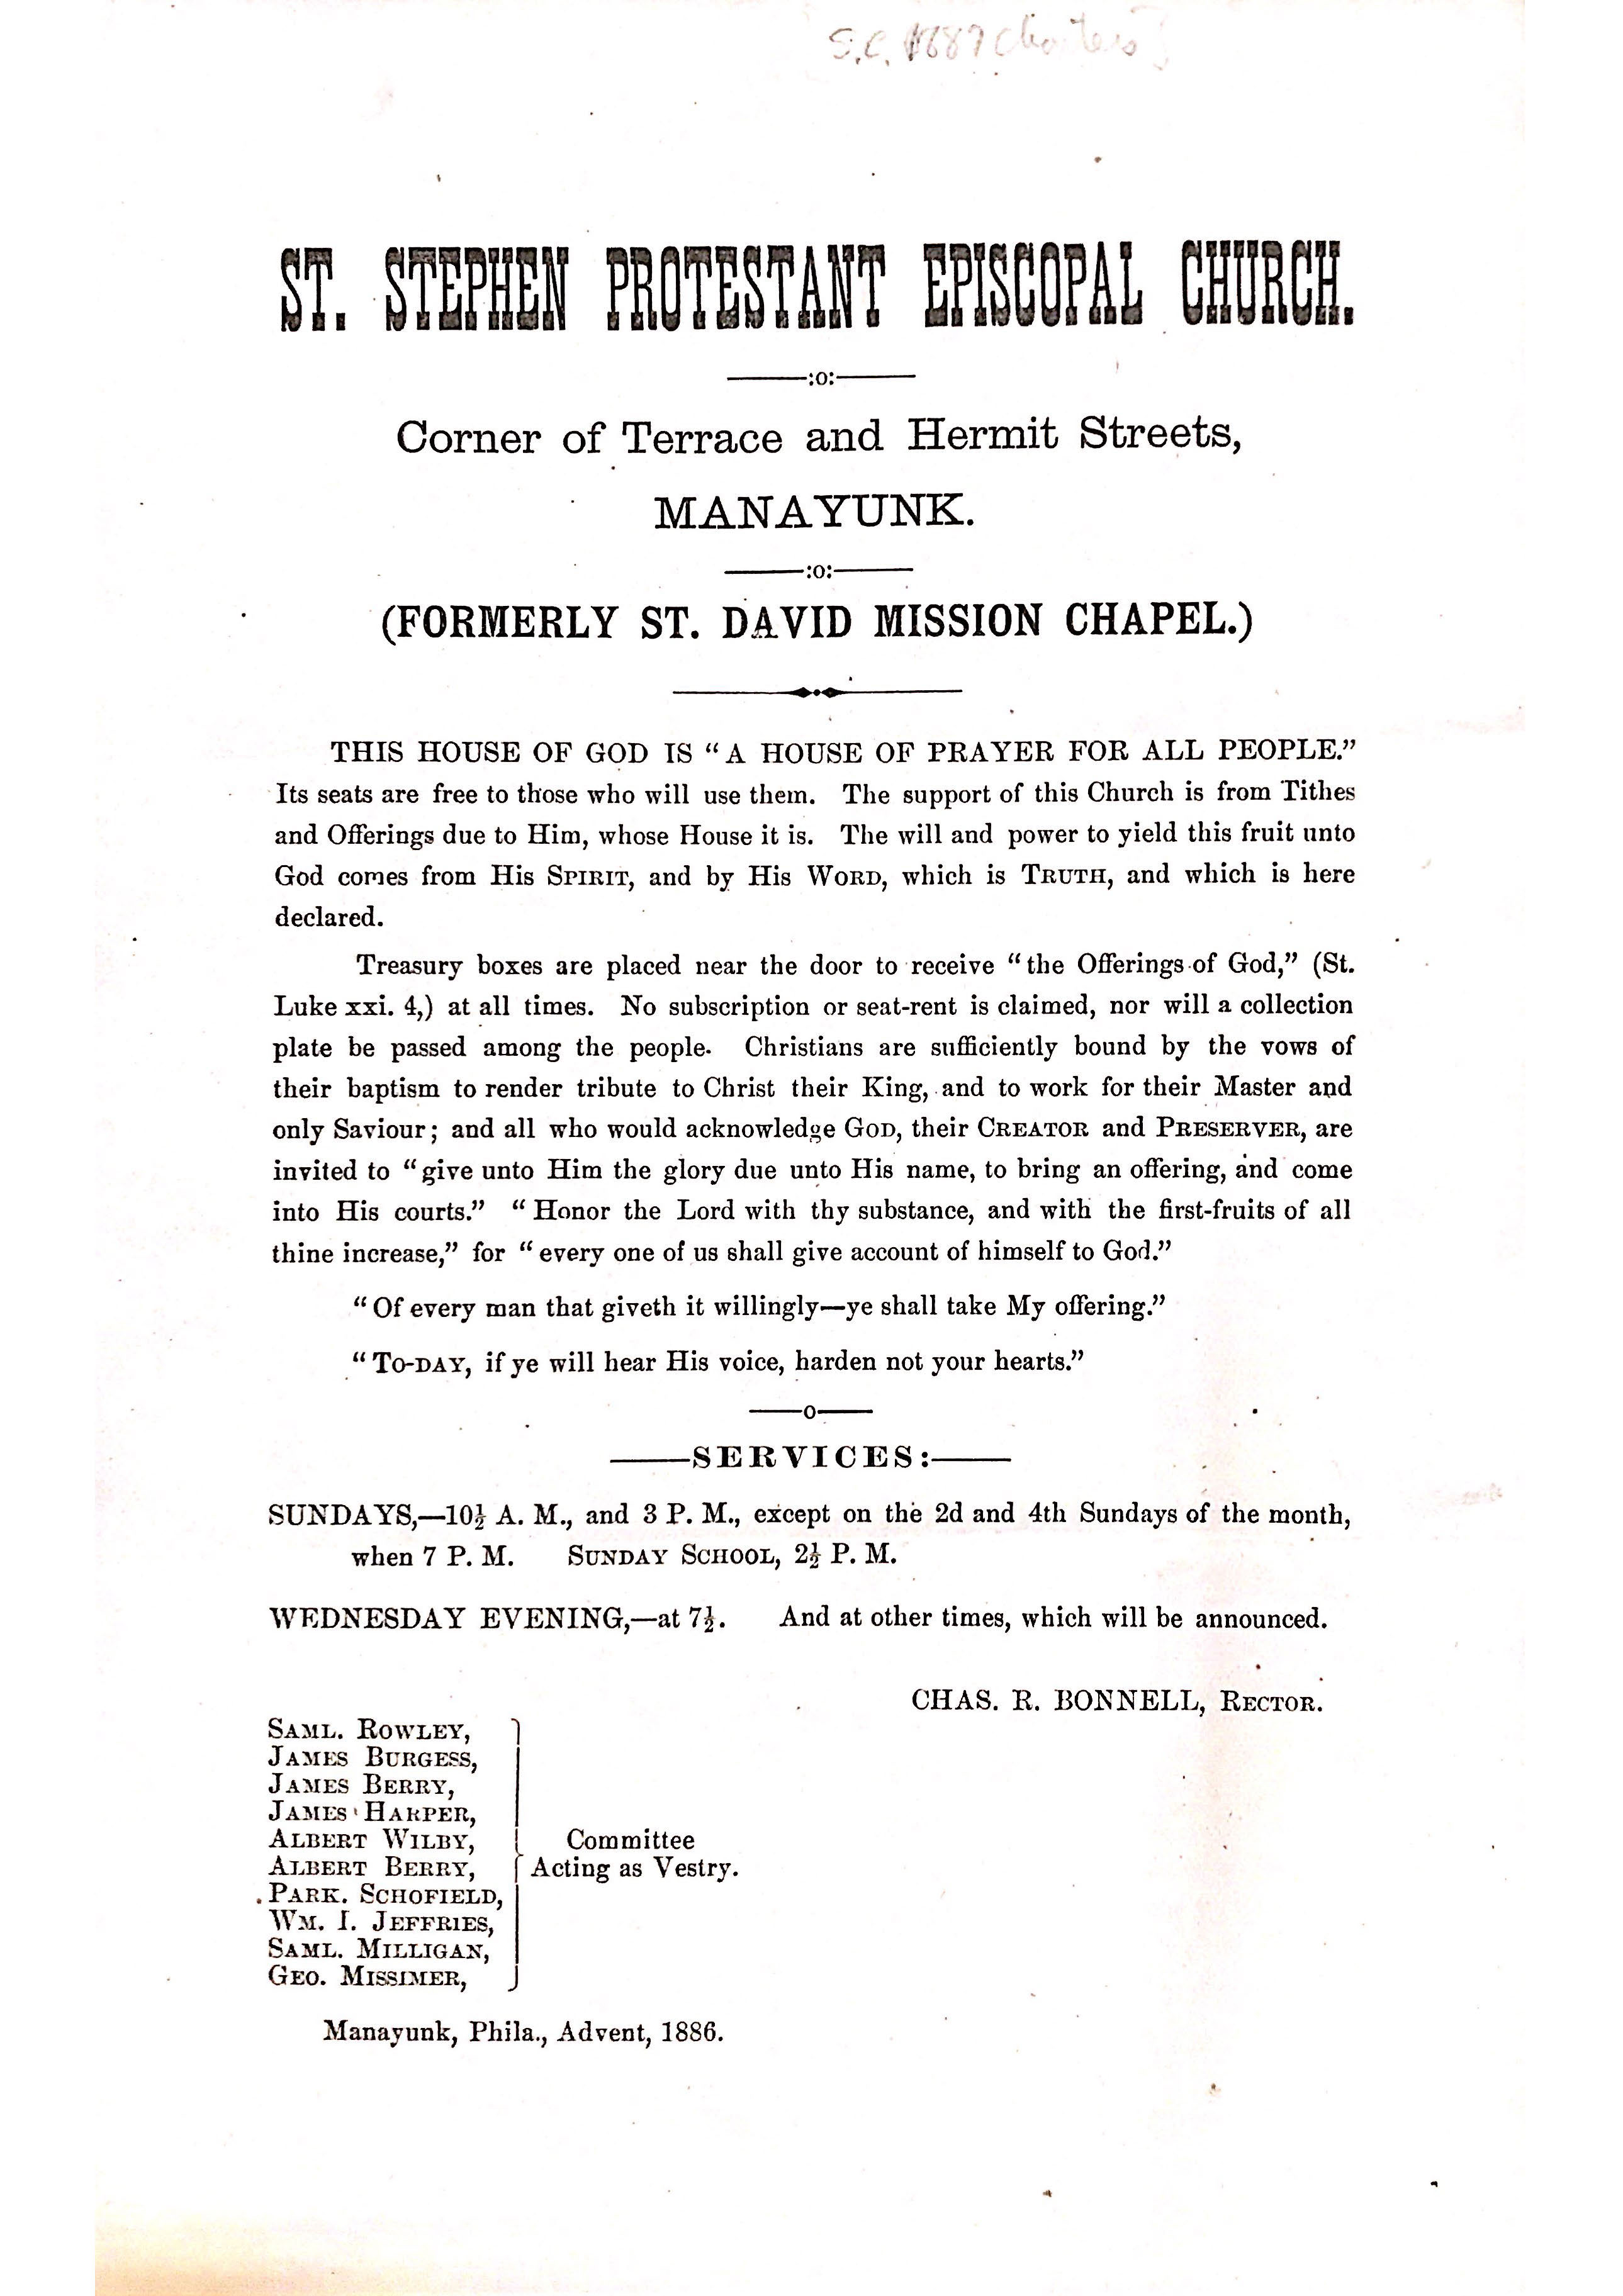 S.C. 1887 Charters
ST. STEPHEN PROTESTANT EPISCOPAL CHURCH.
:o:
Corner of Terrace and Hermit Streets,
MANAYUNK.
:o:
(FORMERLY ST. DAVID MISSION CHAPEL.)
THIS HOUSE OF GOD IS “A HOUSE OF PRAYER FOR ALL PEOPLE.”
Its seats are free to those who will use them. The support of this Church is from Tithes
and Offerings due to Him, whose House it is. The will and power to yield this fruit unto
God comes from His SPIRIT, and by His WORD, which is TRUTH, and which is here
declared.
Treasury boxes are placed near the door to receive “the Offerings of God,” (St.
Luke xxi. 4,) at all times. No subscription or seat-rent is claimed, nor will a collection
plate be passed among the people. Christians are sufficiently bound by the vows of
their baptism to render tribute to Christ their King, and to work for their Master and
only Saviour; and all who would acknowledge GOD, their CREATOR and PRESERVER, are
invited to “give unto Him the glory due unto His name, to bring an offering, and come
into His courts.” “Honor the Lord with thy substance, and with the first-fruits of all
thine increase,” for “every one of us shall give account of himself to God.”
“Of every man that giveth it willingly—ye shall take My offering.”
“TO-DAY, if ye will hear His voice, harden not your hearts.”
——o——
——SERVICES:——
SUNDAYS,—10½ A. M., and 3 P. M., except on the 2d and 4th Sundays of the month,
when 7 P. M. SUNDAY SCHOOL, 2½ P. M.
WEDNESDAY EVENING,—at 7½. And at other times, which will be announced.
CHAS. R. BONNELL, RECTOR.
SAML. ROWLEY,
JAMES BURGESS,
JAMES BERRY,
JAMES HARPER,
ALBERT WILBY,
ALBERT BERRY,
PARK. SCHOFIELD,
WM. I. JEFFRIES,
SAML. MILLIGAN,
GEO. MISSIMER,
Committee
Acting as Vestry.
Manayunk, Phila., Advent, 1886.